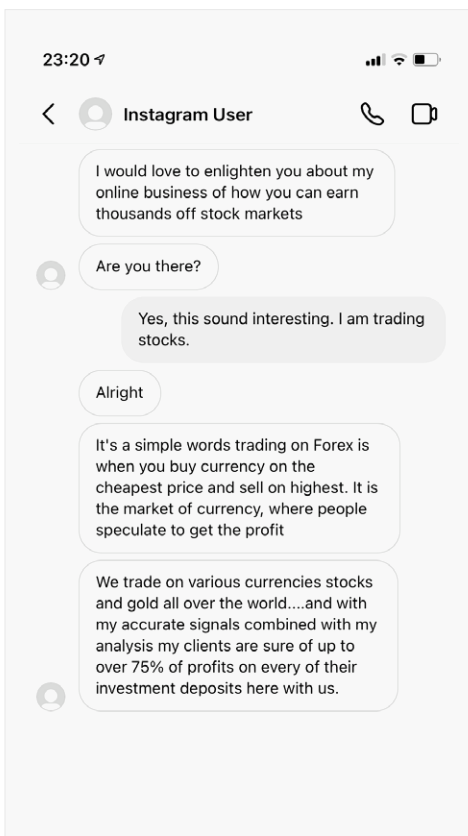 23:20
Instagram User
I would love to enlighten you about my
online business of how you can earn
thousands off stock markets
Are you there?
Yes, this sound interesting. I am trading
stocks.
Alright
It's a simple words trading on Forex is
when you buy currency on the
cheapest price and sell on highest. It is
the market of currency, where people
speculate to get the profit
We trade on various currencies stocks
and gold all over the world....and with
my accurate signals combined with my
analysis my clients are sure of up to
over 75% of profits on every of their
investment deposits here with us.